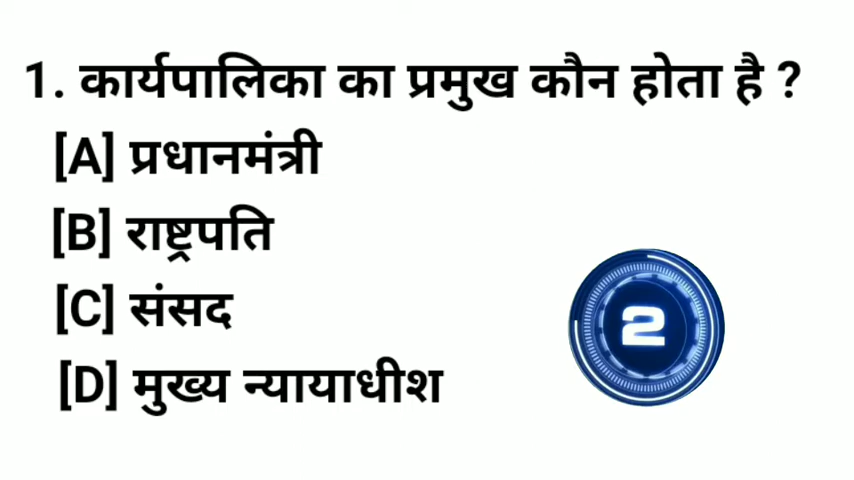 1. कार्यपालिका का प्रमुख कौन होता है ?
[A] प्रधानमंत्री
[B] राष्ट्रपति
[C] संसद
2
[D] मुख्य न्यायाधीश